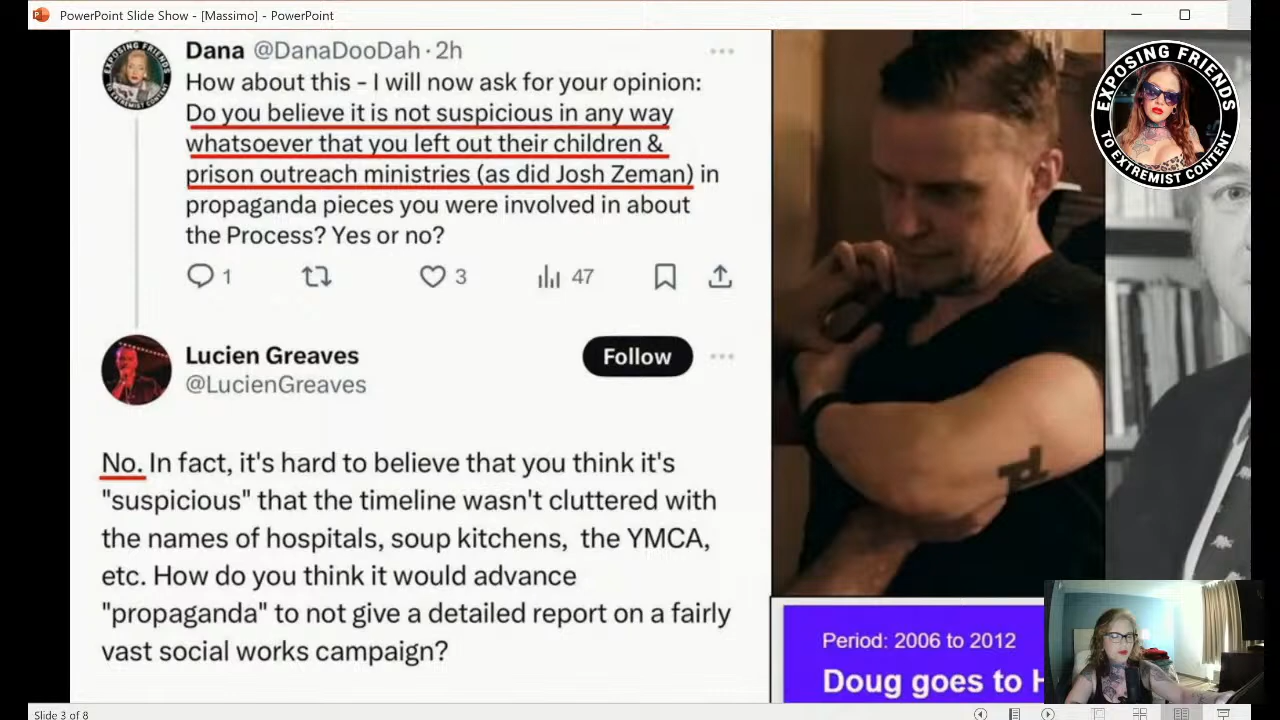 PowerPoint Slide Show - [Massimo] - PowerPoint
Dana @DanaDooDah · 2h
How about this - I will now ask for your opinion:
Do you believe it is not suspicious in any way
whatsoever that you left out their children &
prison outreach ministries (as did Josh Zeman) in
propaganda pieces you were involved in about
the Process? Yes or no?
1 3 47
Lucien Greaves
@LucienGreaves
Follow
No. In fact, it's hard to believe that you think it's
"suspicious" that the timeline wasn't cluttered with
the names of hospitals, soup kitchens,  the YMCA,
etc. How do you think it would advance
"propaganda" to not give a detailed report on a fairly
vast social works campaign?
EXPOSING FRIENDS
TO EXTREMIST CONTENT
EXPOSING FRIENDS
TO EXTREMIST CONTENT
Period: 2006 to 2012
Doug goes to H
Slide 3 of 8